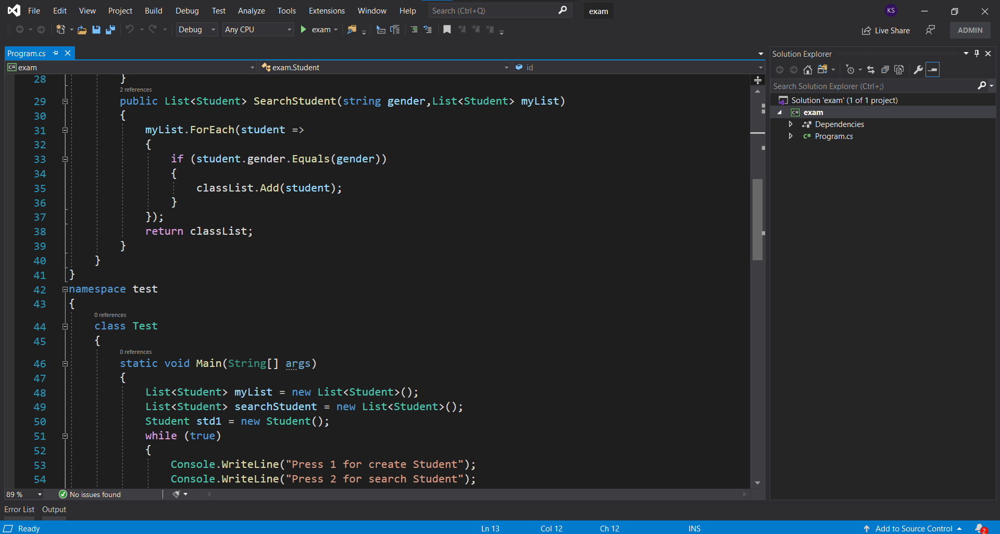 File Edit View Project Build Debug Test Analyze Tools Extensions Window Help Search (Ctrl+Q) exam KS
Debug Any CPU exam Live Share ADMIN
Program.cs
exam exam.Student id
28 }
2 references
29 public List<Student> SearchStudent(string gender,List<Student> myList)
30 {
31 myList.ForEach(student =>
32 {
33 if (student.gender.Equals(gender))
34 {
35 classList.Add(student);
36 }
37 });
38 return classList;
39 }
40 }
41 }
42 namespace test
43 {
0 references
44 class Test
45 {
0 references
46 static void Main(String[] args)
47 {
48 List<Student> myList = new List<Student>();
49 List<Student> searchStudent = new List<Student>();
50 Student std1 = new Student();
51 while (true)
52 {
53 Console.WriteLine("Press 1 for create Student");
54 Console.WriteLine("Press 2 for search Student");
89 % No issues found
Solution Explorer
Search Solution Explorer (Ctrl+;)
Solution 'exam' (1 of 1 project)
C# exam
Dependencies
C# Program.cs
Error List Output
Ready Ln 13 Col 12 Ch 12 INS Add to Source Control 2